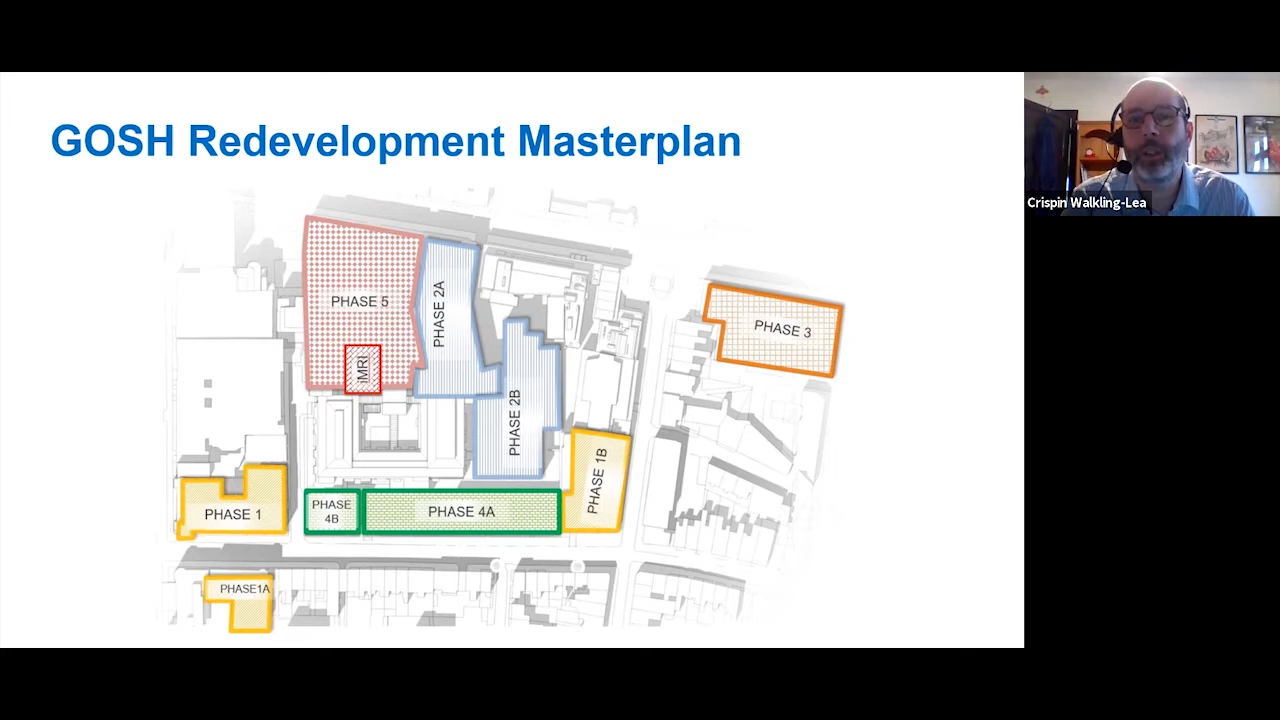 GOSH Redevelopment Masterplan
Crispin Walkling-Lea
PHASE 5
PHASE 2A
iMRI
PHASE 3
PHASE 2B
PHASE 1B
PHASE 1
PHASE
4B
PHASE 4A
PHASE1A